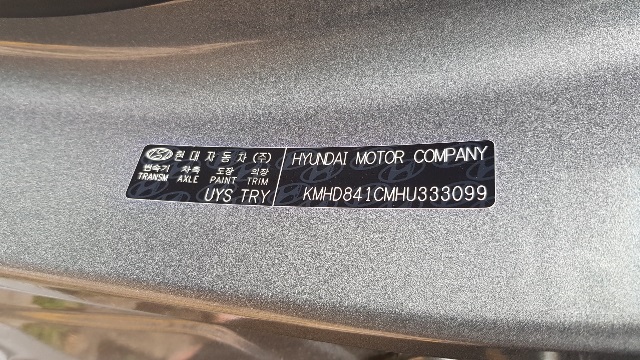 현대자동차(주)
변속기 차축 도장 의장
TRANSM AXLE PAINT TRIM
UYS TRY
HYUNDAI MOTOR COMPANY
KMHD841CMHU333099